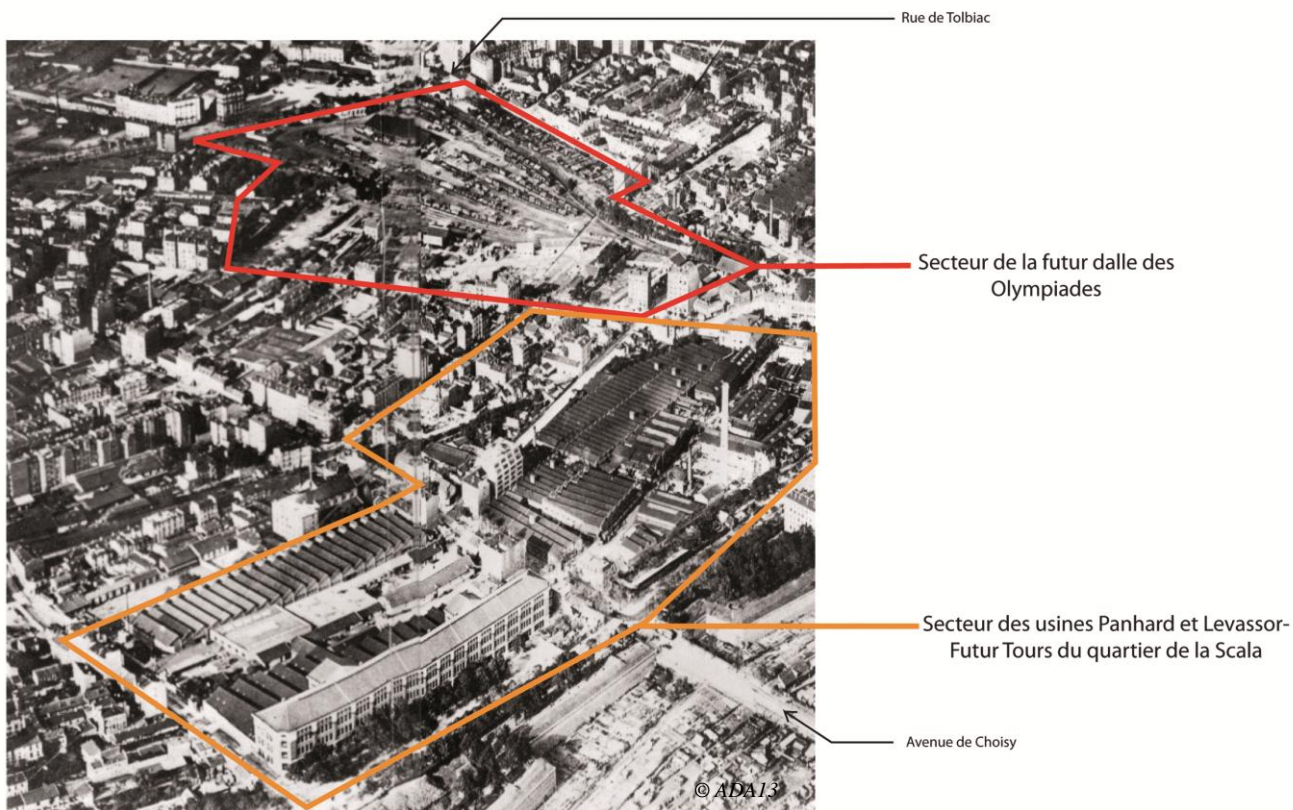 Rue de Tolbiac
Secteur de la futur dalle des
Olympiades
Secteur des usines Panhard et Levassor-
Futur Tours du quartier de la Scala
Avenue de Choisy
© ADA13